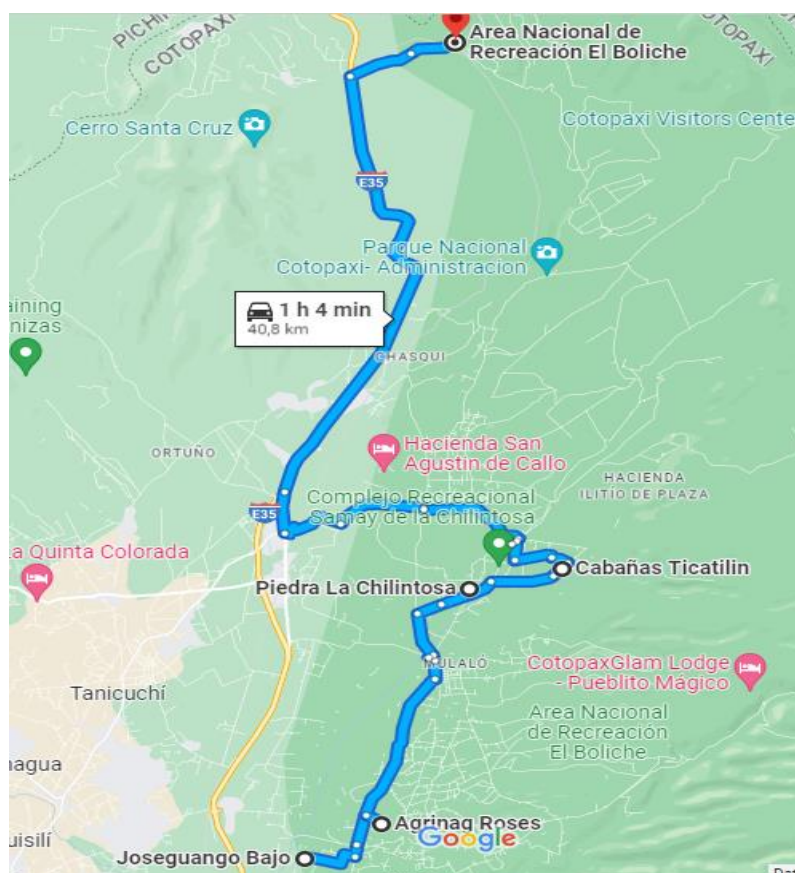 PICHIN
COTOPAXI
Area Nacional de
Recreación El Boliche
COTOPAXI
Cerro Santa Cruz
Cotopaxi Visitors Cente
E35
Parque Nacional
Cotopaxi- Administracion
aining
nizas
1 h 4 min
40,8 km
CHASQUI
ORTUÑO
Hacienda San
Agustin de Callo
HACIENDA
ILITÍO DE PLAZA
Complejo Recreacional
Samay de la Chilintosa
E35
La Quinta Colorada
Cabañas Ticatilin
Piedra La Chilintosa
MULALÓ
CotopaxGlam Lodge
- Pueblito Mágico
Tanicuchí
Area Nacional
de Recreación
El Boliche
nagua
Agrinag Roses
Google
uisilí
Joseguango Bajo